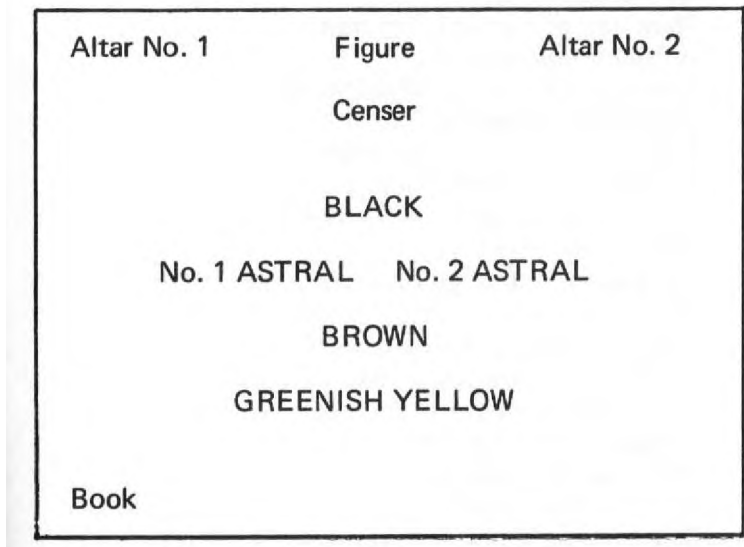 Altar No. 1 Figure Altar No. 2
Censer
BLACK
No. 1 ASTRAL No. 2 ASTRAL
BROWN
GREENISH YELLOW
Book